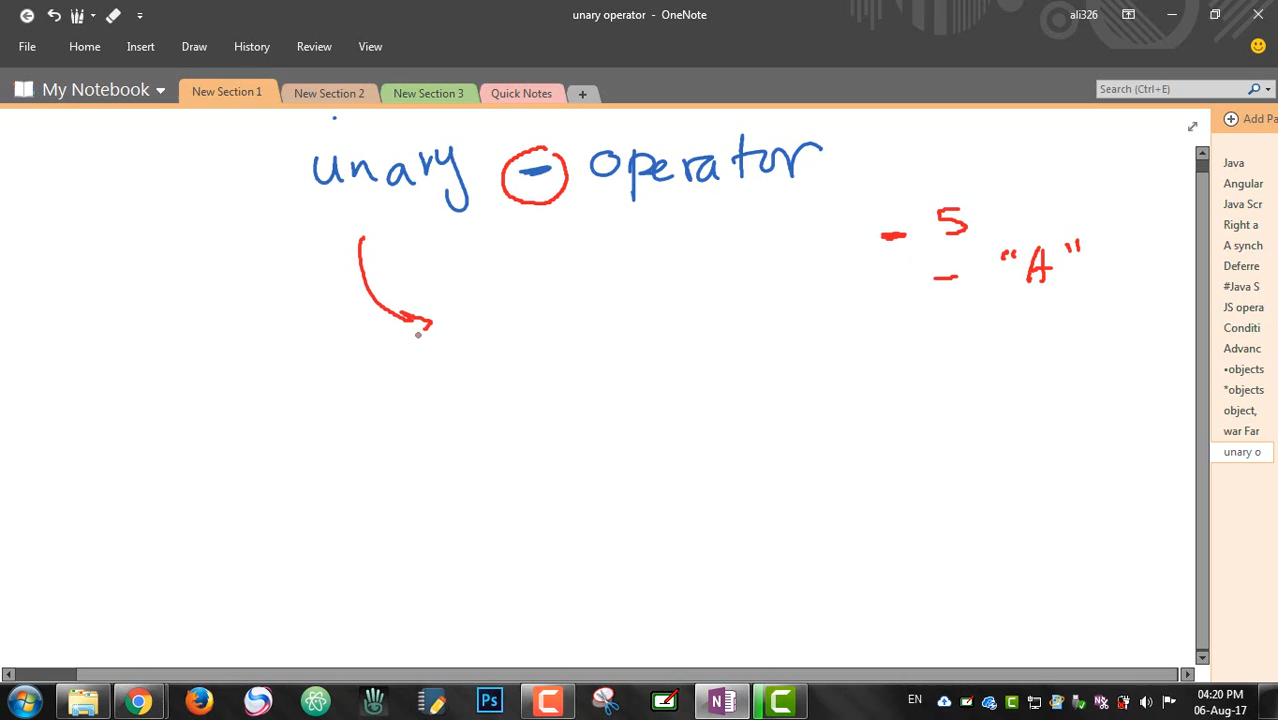 unary operator - OneNote
ali326
File Home Insert Draw History Review View
My Notebook
New Section 1 New Section 2 New Section 3 Quick Notes +
Search (Ctrl+E)
Add Pa
unary - operator
- 5
- "A"
Java
Angular
Java Scr
Right a
A synch
Deferre
#Java S
JS opera
Conditi
Advanc
•objects
*objects
object,
war Far
unary o
Ps
EN
04:20 PM
06-Aug-17